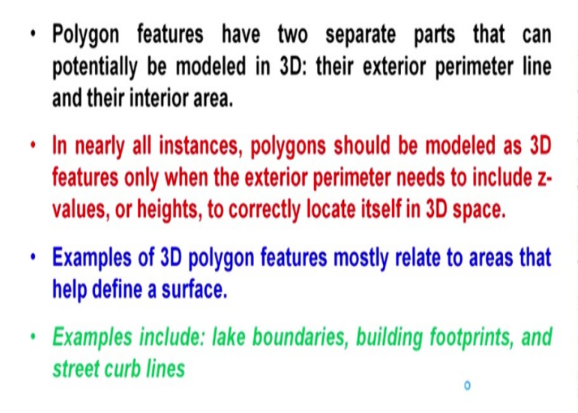 • Polygon features have two separate parts that can
potentially be modeled in 3D: their exterior perimeter line
and their interior area.
• In nearly all instances, polygons should be modeled as 3D
features only when the exterior perimeter needs to include z-
values, or heights, to correctly locate itself in 3D space.
• Examples of 3D polygon features mostly relate to areas that
help define a surface.
• Examples include: lake boundaries, building footprints, and
street curb lines